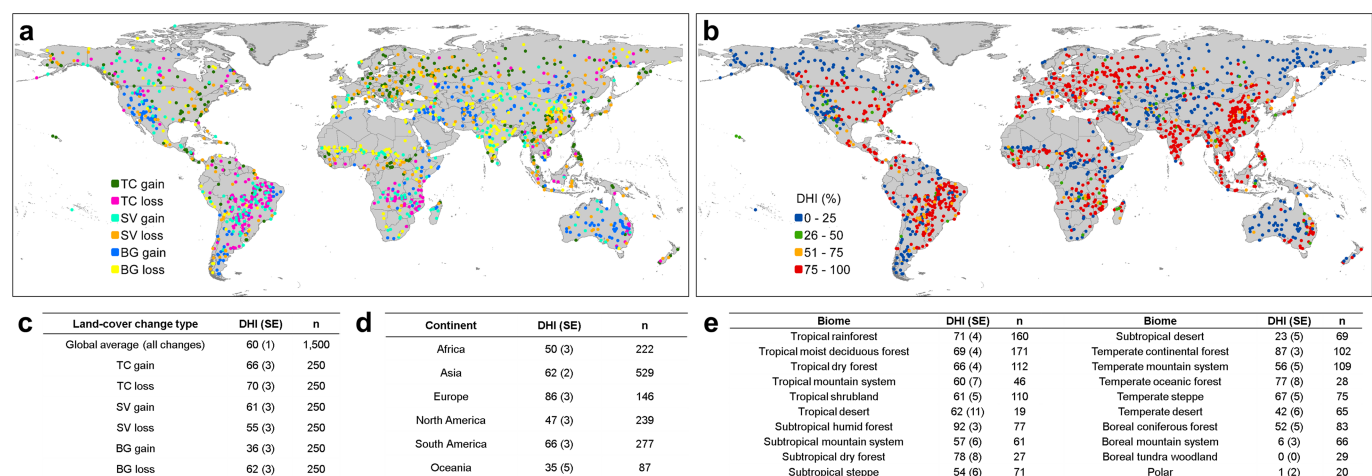 a
TC gain
TC loss
SV gain
SV loss
BG gain
BG loss
b
DHI (%)
0 - 25
26 - 50
51 - 75
75 - 100
c
Land-cover change type DHI (SE) n
Global average (all changes) 60 (1) 1,500
TC gain 66 (3) 250
TC loss 70 (3) 250
SV gain 61 (3) 250
SV loss 55 (3) 250
BG gain 36 (3) 250
BG loss 62 (3) 250
d
Continent DHI (SE) n
Africa 50 (3) 222
Asia 62 (2) 529
Europe 86 (3) 146
North America 47 (3) 239
South America 66 (3) 277
Oceania 35 (5) 87
e
Biome DHI (SE) n Biome DHI (SE) n
Tropical rainforest 71 (4) 160 Subtropical desert 23 (5) 69
Tropical moist deciduous forest 69 (4) 171 Temperate continental forest 87 (3) 102
Tropical dry forest 66 (4) 112 Temperate mountain system 56 (5) 109
Tropical mountain system 60 (7) 46 Temperate oceanic forest 77 (8) 28
Tropical shrubland 61 (5) 110 Temperate steppe 67 (5) 75
Tropical desert 62 (11) 19 Temperate desert 42 (6) 65
Subtropical humid forest 92 (3) 77 Boreal coniferous forest 52 (5) 83
Subtropical mountain system 57 (6) 61 Boreal mountain system 6 (3) 66
Subtropical dry forest 78 (8) 27 Boreal tundra woodland 0 (0) 29
Subtropical steppe 54 (6) 71 Polar 1 (2) 20